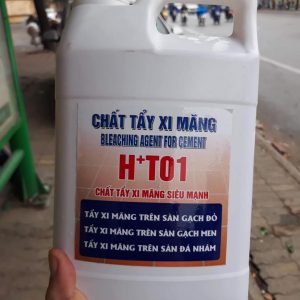 CHẤT TẨY XI MĂNG
BLEACHING AGENT FOR CEMENT
H⁺T01
CHẤT TẨY XI MĂNG SIÊU MẠNH
TẨY XI MĂNG TRÊN SÀN GẠCH ĐỎ
TẨY XI MĂNG TRÊN SÀN GẠCH MEN
TẨY XI MĂNG TRÊN SÀN ĐÁ NHÁM